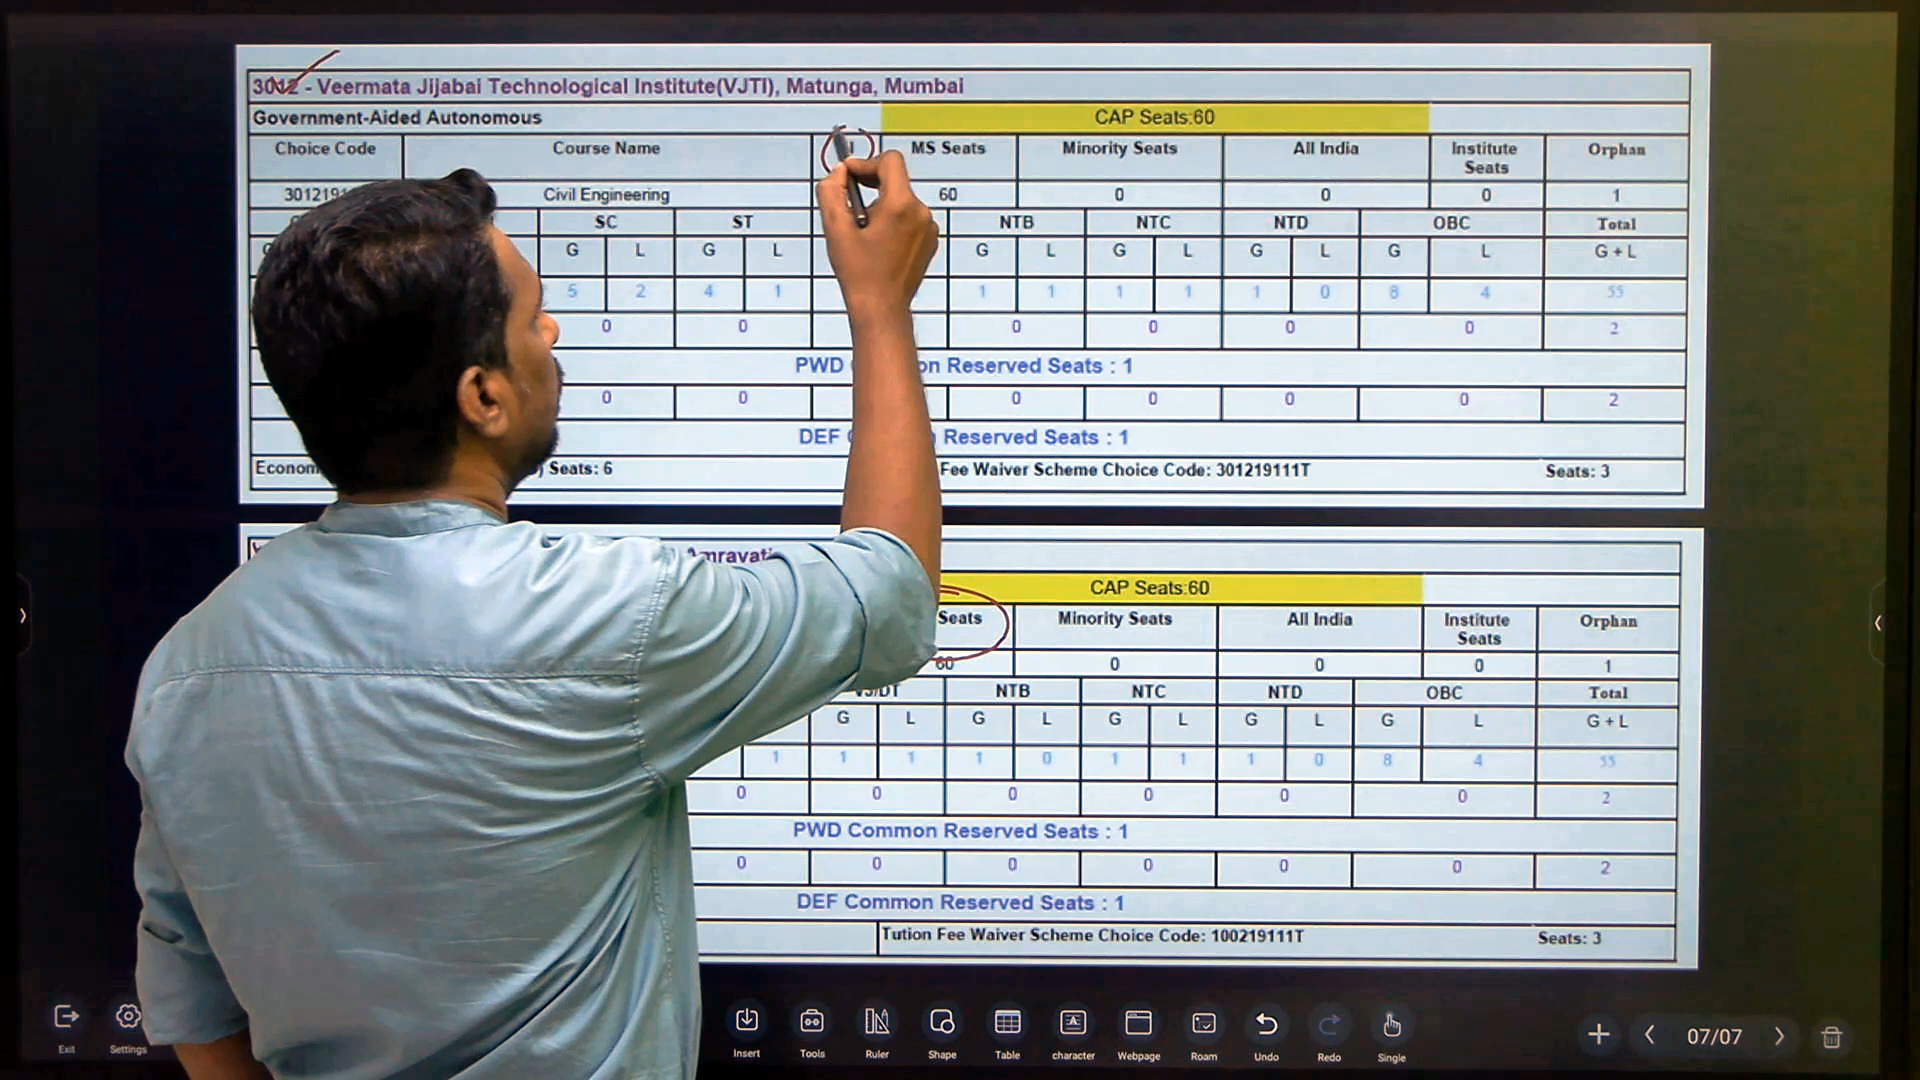 3012 - Veermata Jijabai Technological Institute(VJTI), Matunga, Mumbai
Government-Aided Autonomous CAP Seats:60
Choice Code Course Name MS Seats Minority Seats All India Institute Seats Orphan
Civil Engineering 60 0 0 0 1
SC ST NTB NTC NTD OBC Total
G L G L G L G L G L G L G + L
5 2 4 1 1 1 1 1 1 0 8 4 55
0 0 0 0 0 0 2
PWD Reserved Seats : 1
0 0 0 0 0 0 2
DEF Reserved Seats : 1
Seats: 6 Fee Waiver Scheme Choice Code: 301219111T Seats: 3
CAP Seats:60
Seats Minority Seats All India Institute Seats Orphan
60 0 0 0 1
NTB NTC NTD OBC Total
G L G L G L G L G L G + L
1 1 1 1 0 1 1 1 0 8 4 55
0 0 0 0 0 0 2
PWD Common Reserved Seats : 1
0 0 0 0 0 0 2
DEF Common Reserved Seats : 1
Tution Fee Waiver Scheme Choice Code: 100219111T Seats: 3
Exit Settings Insert Tools Ruler Shape Table character Webpage Roam Undo Redo Single 07/07